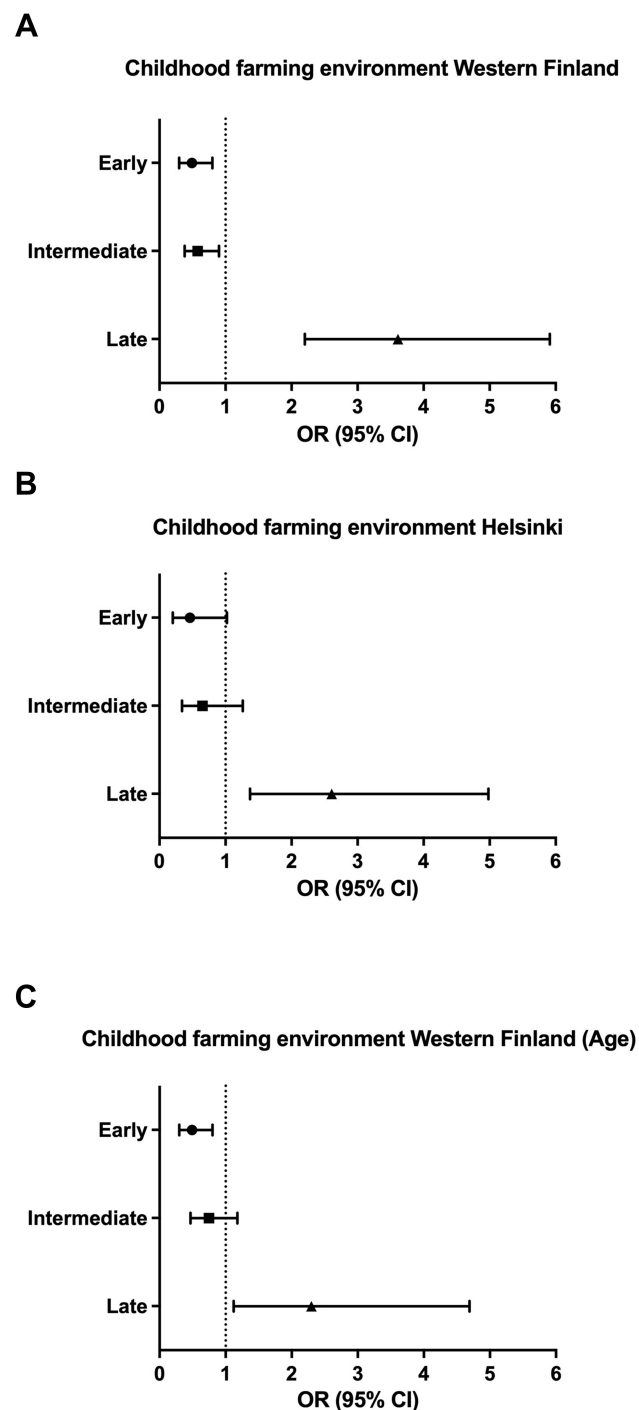 A
Childhood farming environment Western Finland
Early
Intermediate
Late
0 1 2 3 4 5 6
OR (95% CI)
B
Childhood farming environment Helsinki
Early
Intermediate
Late
0 1 2 3 4 5 6
OR (95% CI)
C
Childhood farming environment Western Finland (Age)
Early
Intermediate
Late
0 1 2 3 4 5 6
OR (95% CI)